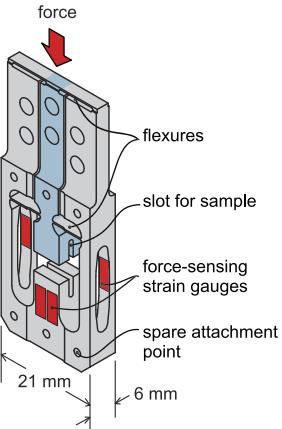 force
flexures
slot for sample
force-sensing
strain gauges
spare attachment
point
21 mm
6 mm